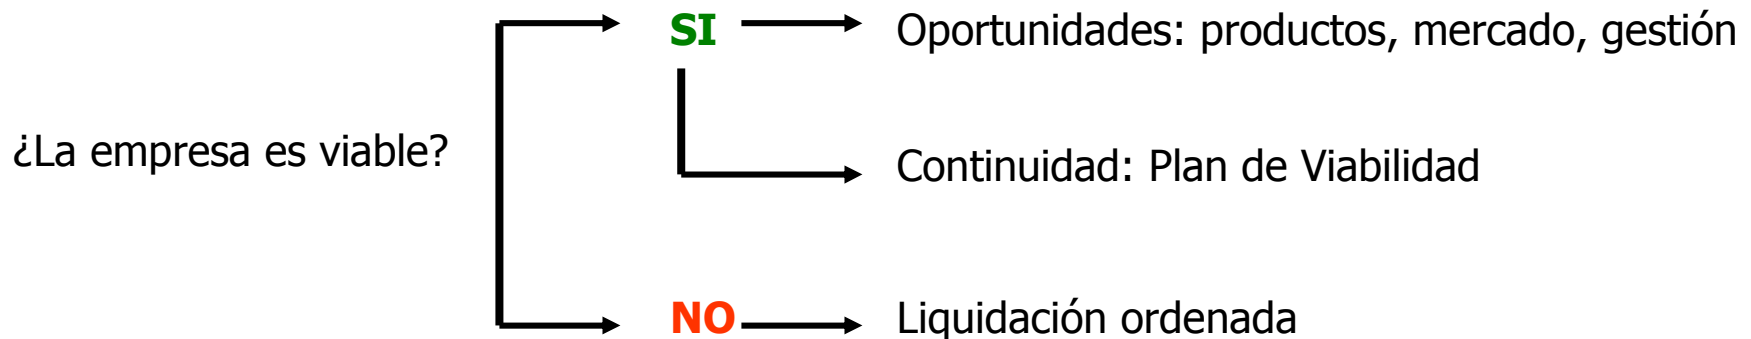 SI
Oportunidades: productos, mercado, gestión
¿La empresa es viable?
Continuidad: Plan de Viabilidad
NO
Liquidación ordenada